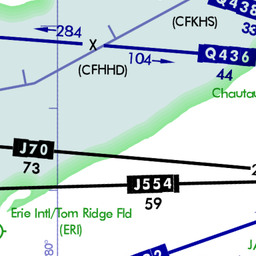 Q438
(CFKHS)
33
284
X
(CFHHD)
104
Q436
44
Chautau
J70
73
J554
59
Erie Intl/Tom Ridge Fld
(ERI)
80°
J/
2